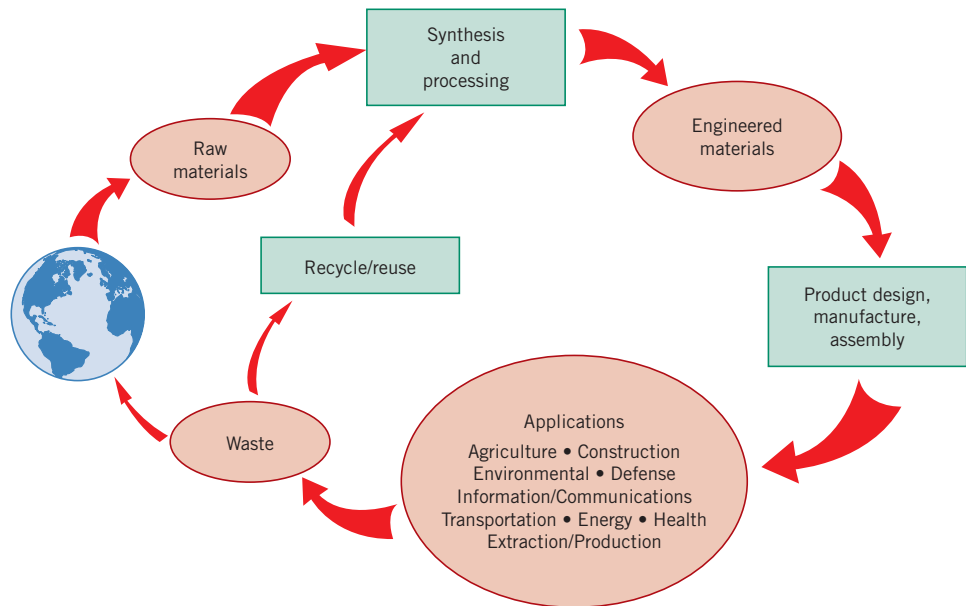 Synthesis
and
processing
Engineered
materials
Raw
materials
Recycle/reuse
Product design,
manufacture,
assembly
Applications
Agriculture • Construction
Environmental • Defense
Information/Communications
Transportation • Energy • Health
Extraction/Production
Waste